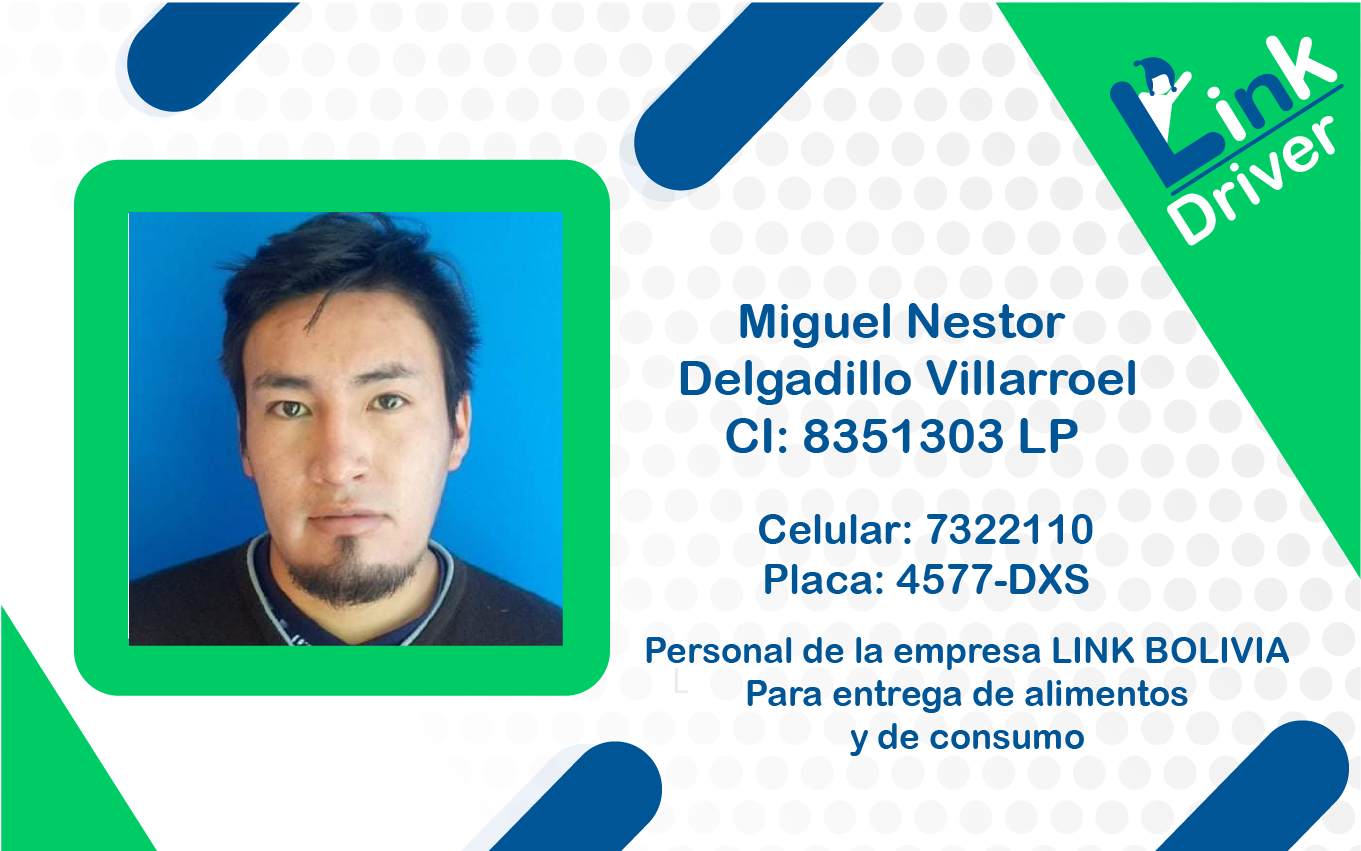 Link
Driver
Miguel Nestor
Delgadillo Villarroel
CI: 8351303 LP
Celular: 7322110
Placa: 4577-DXS
Personal de la empresa LINK BOLIVIA
L
Para entrega de alimentos
y de consumo